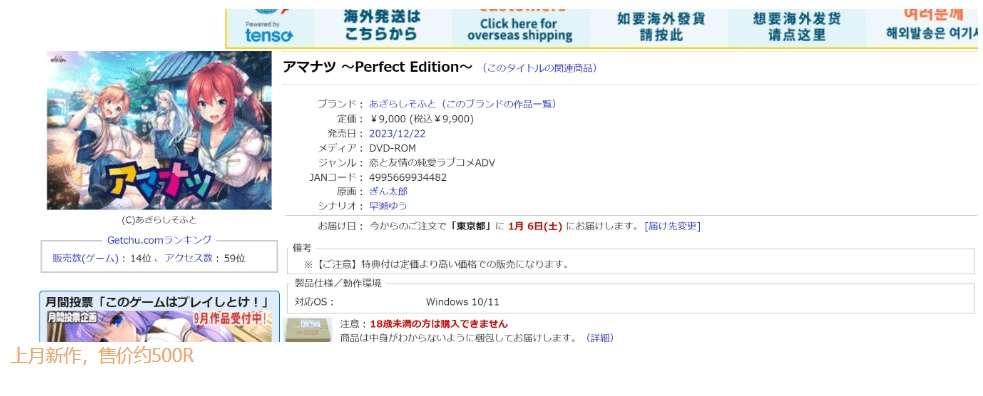 Powered by
tenso
海外発送は
こちらから
customers
Click here for
overseas shipping
如要海外發貨
請按此
想要海外发货
请点这里
여러분께
해외발송은 여기
アマナツ ～Perfect Edition～ （このタイトルの関連商品）
ブランド： あざらしそふと（このブランドの作品一覧）
定価： ￥9,000 (税込￥9,900)
発売日： 2023/12/22
メディア： DVD-ROM
ジャンル： 恋と友情の純愛ラブコメADV
JANコード： 4995669934482
原画： ぎん太郎
シナリオ： 早瀬ゆう
お届け日： 今からのご注文で「東京都」に 1月 6日(土) にお届けします。 [届け先変更]
アマナツ
(C)あざらしそふと
Getchu.comランキング
販売数(ゲーム)： 14位 、アクセス数： 59位
備考
※【ご注意】特典付は定価より高い価格での販売になります。
製品仕様／動作環境
対応OS： Windows 10/11
月間投票「このゲームはプレイしとけ！」
月間投票企画
9月作品受付中!
注意：18歳未満の方は購入できません
商品は中身がわからないように梱包してお届けします。 （詳細）
上月新作，售价约500R